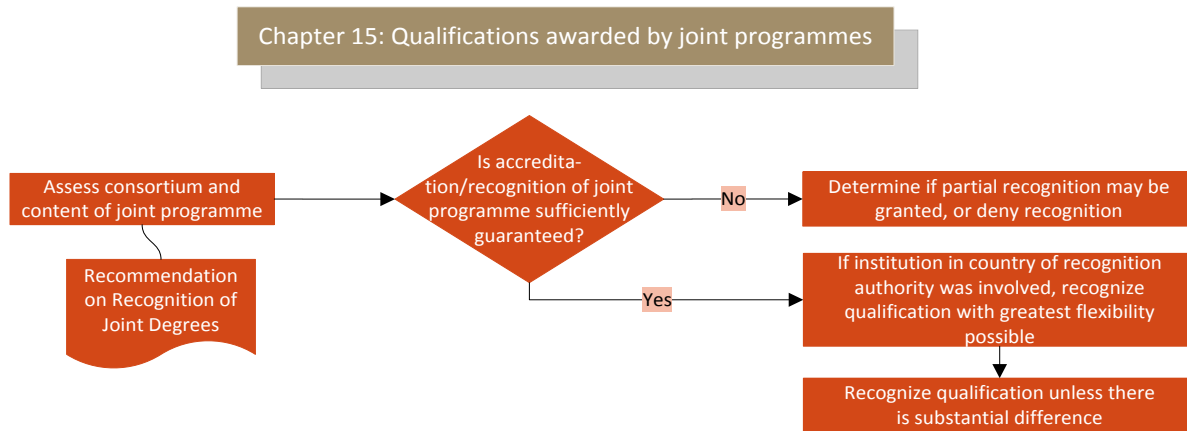 Chapter 15: Qualifications awarded by joint programmes
Assess consortium and
content of joint programme
Recommendation
on Recognition of
Joint Degrees
Is accredita-
tion/recognition of joint
programme sufficiently
guaranteed?
No
Determine if partial recognition may be
granted, or deny recognition
Yes
If institution in country of recognition
authority was involved, recognize
qualification with greatest flexibility
possible
Recognize qualification unless there
is substantial difference